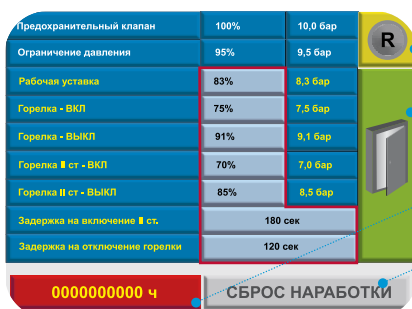 Предохранительный клапан 100% 10,0 бар
R
Ограничение давления 95% 9,5 бар
Рабочая уставка 83% 8,3 бар
Горелка - ВКЛ 75% 7,5 бар
Горелка - ВЫКЛ 91% 9,1 бар
Горелка II ст - ВКЛ 70% 7,0 бар
Горелка II ст - ВЫКЛ 85% 8,5 бар
Задержка на включение II ст. 180 сек
Задержка на отключение горелки 120 сек
0000000000 ч СБРОС НАРАБОТКИ